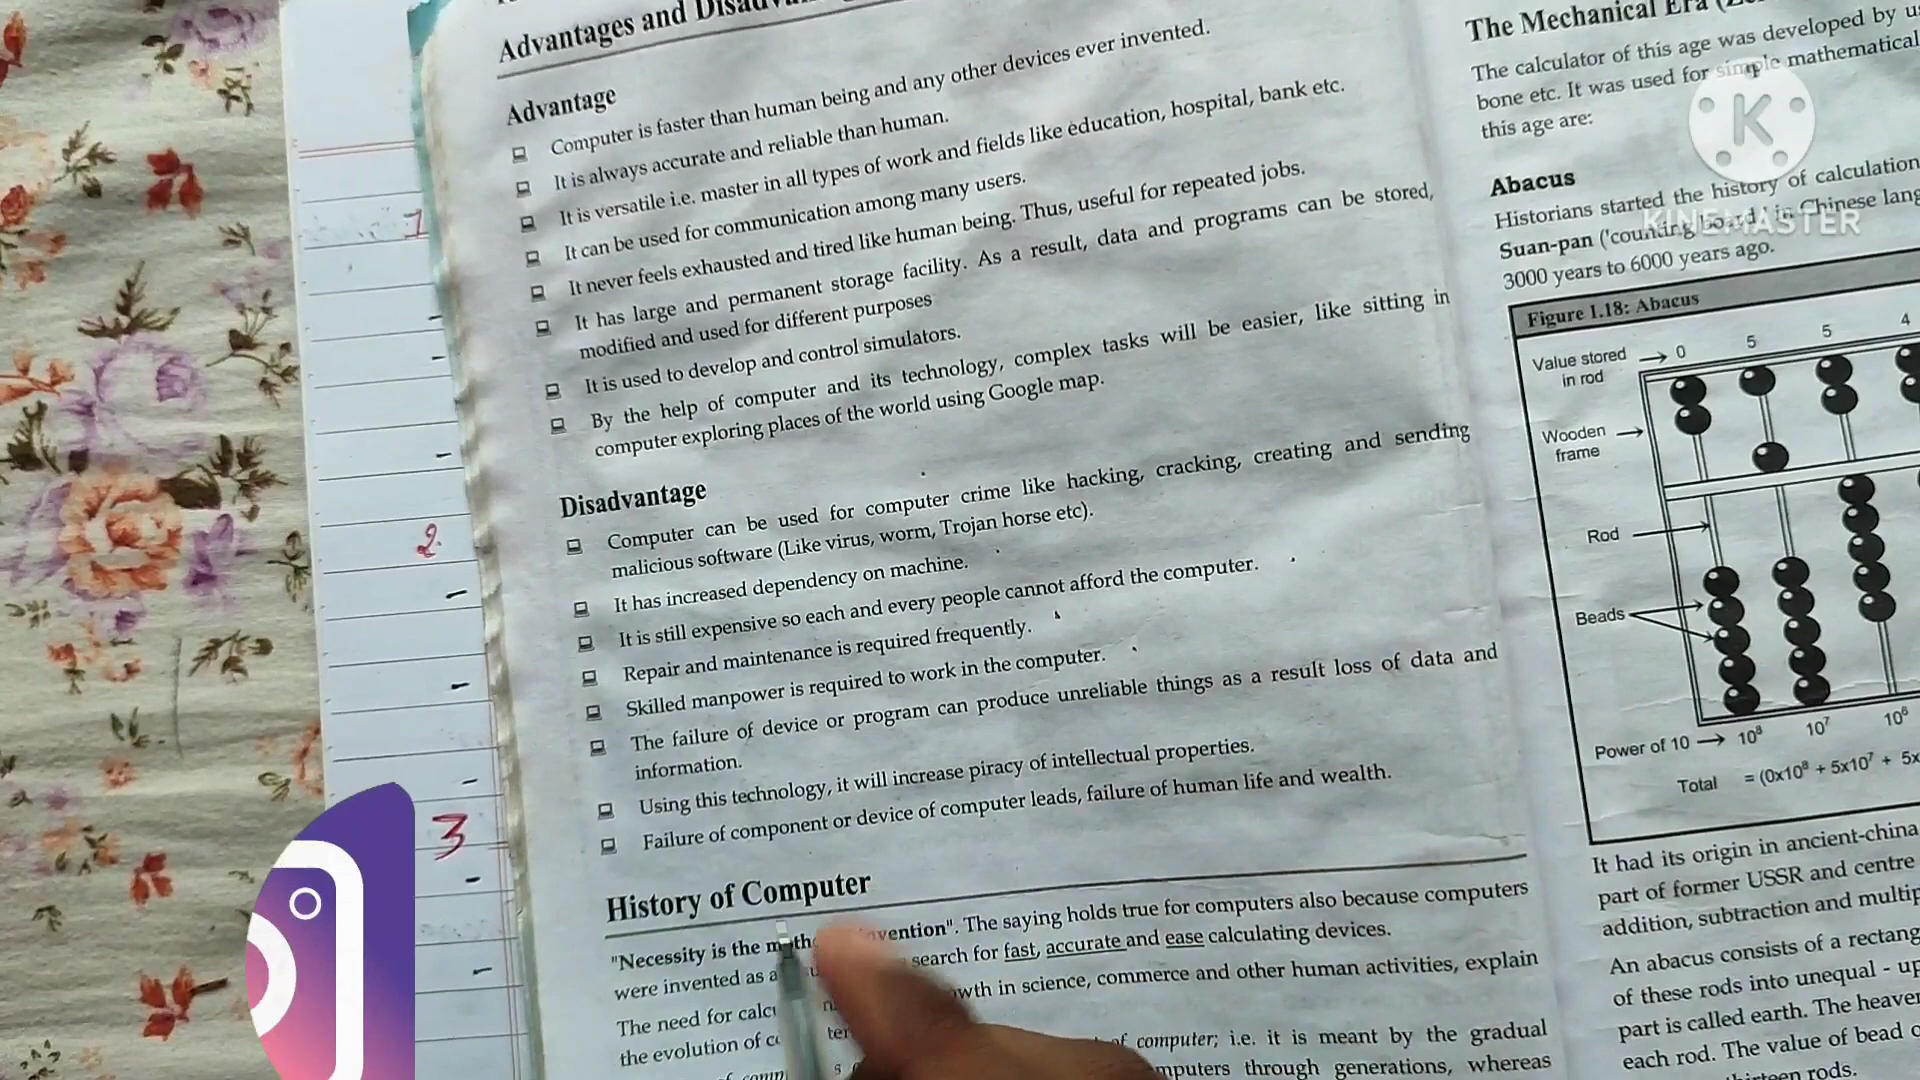 Advantages and
Advantage
Computer is faster than human being and any other devices ever invented.
It is always accurate and reliable than human.
It is versatile i.e. master in all types of work and fields like education, hospital, bank etc.
It can be used for communication among many users.
It never feels exhausted and tired like human being. Thus, useful for repeated jobs.
It has large and permanent storage facility. As a result, data and programs can be stored,
modified and used for different purposes
It is used to develop and control simulators.
By the help of computer and its technology, complex tasks will be easier, like sitting in
computer exploring places of the world using Google map.
Disadvantage
Computer can be used for computer crime like hacking, cracking, creating and sending
malicious software (Like virus, worm, Trojan horse etc).
It has increased dependency on machine.
It is still expensive so each and every people cannot afford the computer.
Repair and maintenance is required frequently.
Skilled manpower is required to work in the computer.
The failure of device or program can produce unreliable things as a result loss of data and
information.
Using this technology, it will increase piracy of intellectual properties.
Failure of component or device of computer leads, failure of human life and wealth.
History of Computer
"Necessity is the invention". The saying holds true for computers also because computers
were invented as a search for fast, accurate and ease calculating devices.
The need for in science, commerce and other human activities, explain
the evolution of
of computer; i.e. it is meant by the gradual
through generations, whereas
1
2
3
The Mechanical Era
The calculator of this age was developed by
bone etc. It was used for simple mathematical
this age are:
Abacus
Historians started the history of calculation
Suan-pan ('counting board') in Chinese
3000 years to 6000 years ago.
Figure 1.18: Abacus
Value stored in rod 0 5 5 4
Wooden frame
Rod
Beads
Power of 10 10⁸ 10⁷ 10⁶
Total = (0x10⁸ + 5x10⁷ +
It had its origin in ancient-china
part of former USSR and centre
addition, subtraction and
An abacus consists of a
of these rods into unequal -
part is called earth. The
each rod. The value of bead
thirteen rods.
K
KINEMASTER